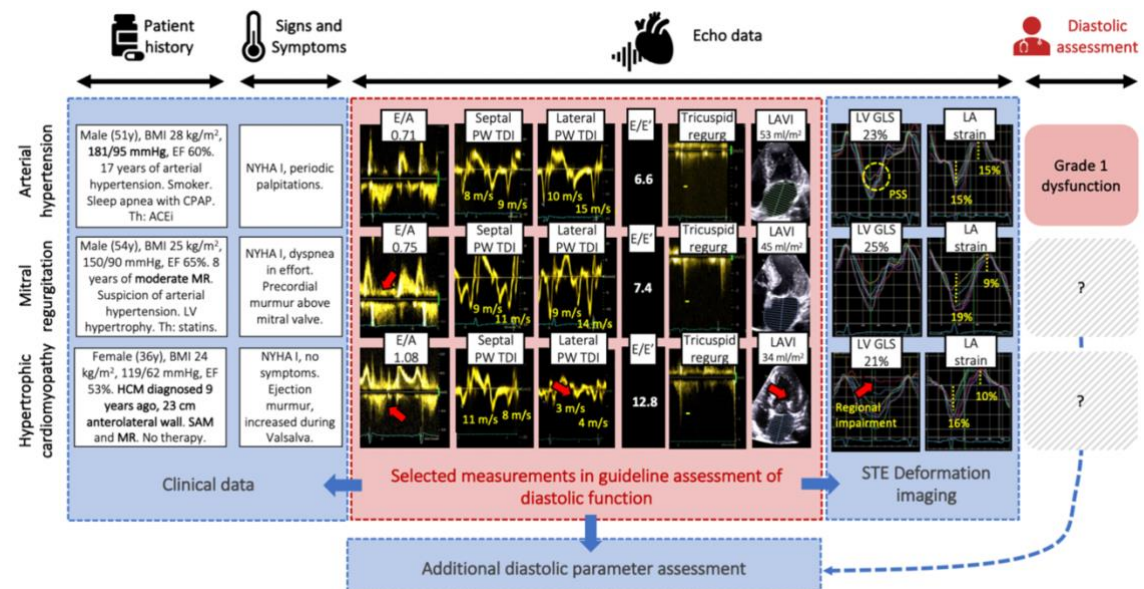 Patient
history
Signs and
Symptoms
Echo data
Diastolic
assessment
Arterial
hypertension
Male (51y), BMI 28 kg/m²,
181/95 mmHg, EF 60%.
17 years of arterial
hypertension. Smoker.
Sleep apnea with CPAP.
Th: ACEi
NYHA I, periodic
palpitations.
E/A
0.71
Septal
PW TDI
8 m/s
9 m/s
Lateral
PW TDI
10 m/s
15 m/s
E/E'
6.6
Tricuspid
regurg
LAVI
53 ml/m²
LV GLS
23%
PSS
LA
strain
15%
15%
Grade 1
dysfunction
Mitral
regurgitation
Male (54y), BMI 25 kg/m²,
150/90 mmHg, EF 65%. 8
years of moderate MR.
Suspicion of arterial
hypertension. LV
hypertrophy. Th: statins.
NYHA I, dyspnea
in effort.
Precordial
murmur above
mitral valve.
E/A
0.75
Septal
PW TDI
9 m/s
11 m/s
Lateral
PW TDI
9 m/s
14 m/s
E/E'
7.4
Tricuspid
regurg
LAVI
45 ml/m²
LV GLS
25%
LA
strain
9%
19%
?
Hypertrophic
cardiomyopathy
Female (36y), BMI 24
kg/m², 119/62 mmHg, EF
53%. HCM diagnosed 9
years ago, 23 cm
anterolateral wall. SAM
and MR. No therapy.
NYHA I, no
symptoms.
Ejection
murmur,
increased during
Valsalva.
E/A
1.08
Septal
PW TDI
11 m/s
8 m/s
Lateral
PW TDI
3 m/s
4 m/s
E/E'
12.8
Tricuspid
regurg
LAVI
34 ml/m²
LV GLS
21%
Regional
impairment
LA
strain
10%
16%
?
Clinical data
Selected measurements in guideline assessment of
diastolic function
STE Deformation
imaging
Additional diastolic parameter assessment